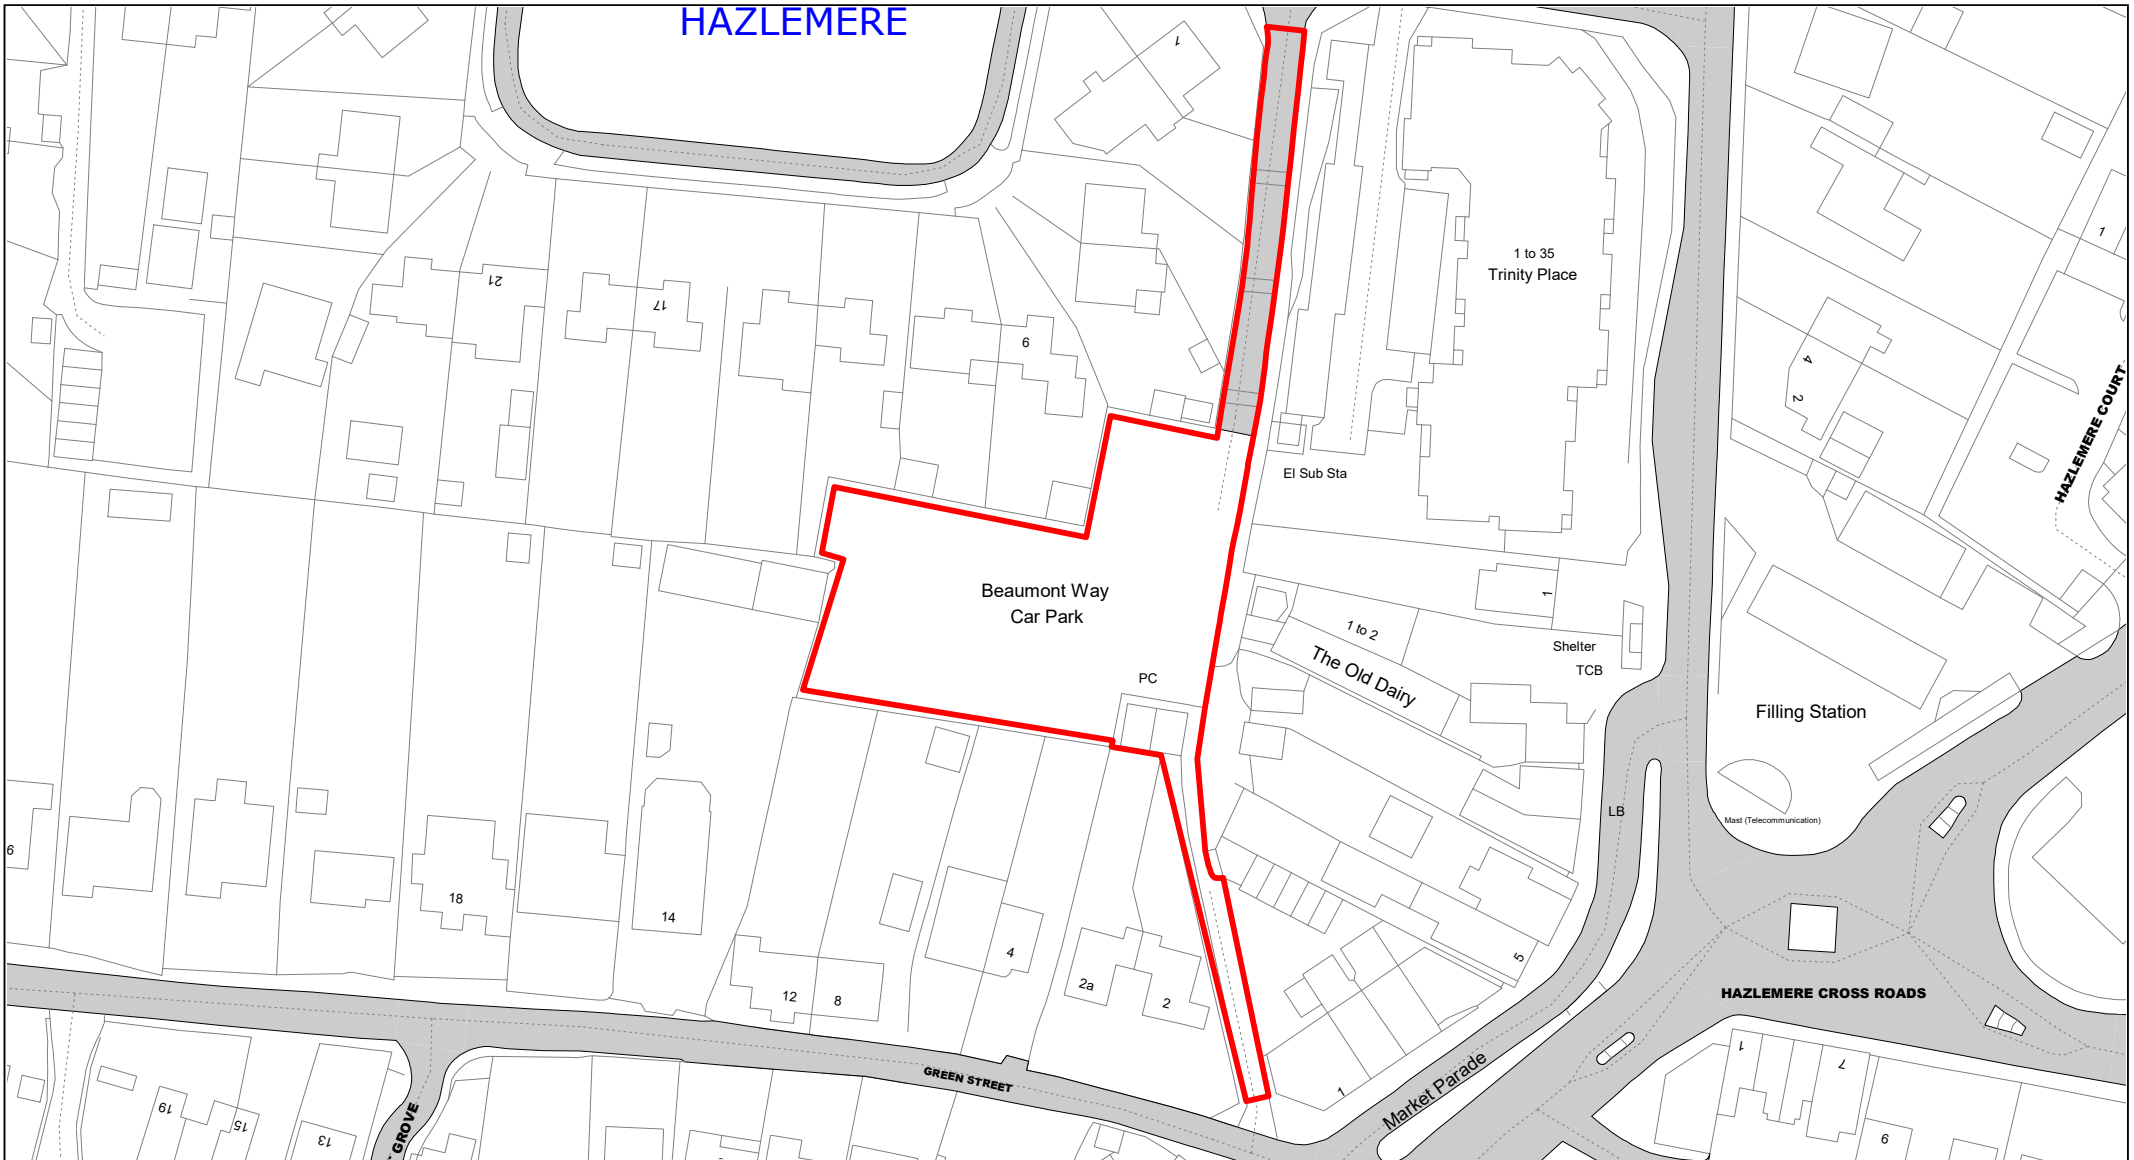 HAZLEMERE
1
1 to 35
Trinity Place
1
21
17
6
4
2
HAZLEMERE COURT
El Sub Sta
Beaumont Way
Car Park
1
1 to 2
The Old Dairy
Shelter
TCB
PC
Filling Station
LB
Mast (Telecommunication)
6
18
14
4
5
12
8
2a
2
HAZLEMERE CROSS ROADS
GREEN STREET
1
Market Parade
1
7
19
15
13
GROVE
9